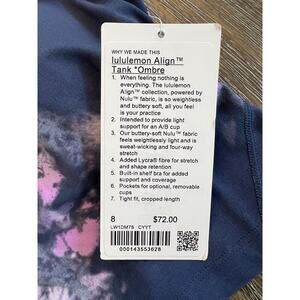 WHY WE MADE THIS
lululemon Align™
Tank *Ombre
1. When feeling nothing is
everything. The lululemon
Align™ collection, powered by
Nulu™ fabric, is so weightless
and buttery soft, all you feel
is your practice
2. Intended to provide light
support for an A/B cup
3. Our buttery-soft Nulu™ fabric
feels weightlessly light and is
sweat-wicking and four-way
stretch
4. Added Lycra® fibre for stretch
and shape retention
5. Built-in shelf bra for added
support and coverage
6. Pockets for optional, removable
cups
7. Tight fit, cropped length
8 $72.00
LW1DM7S CYYT
000143553628